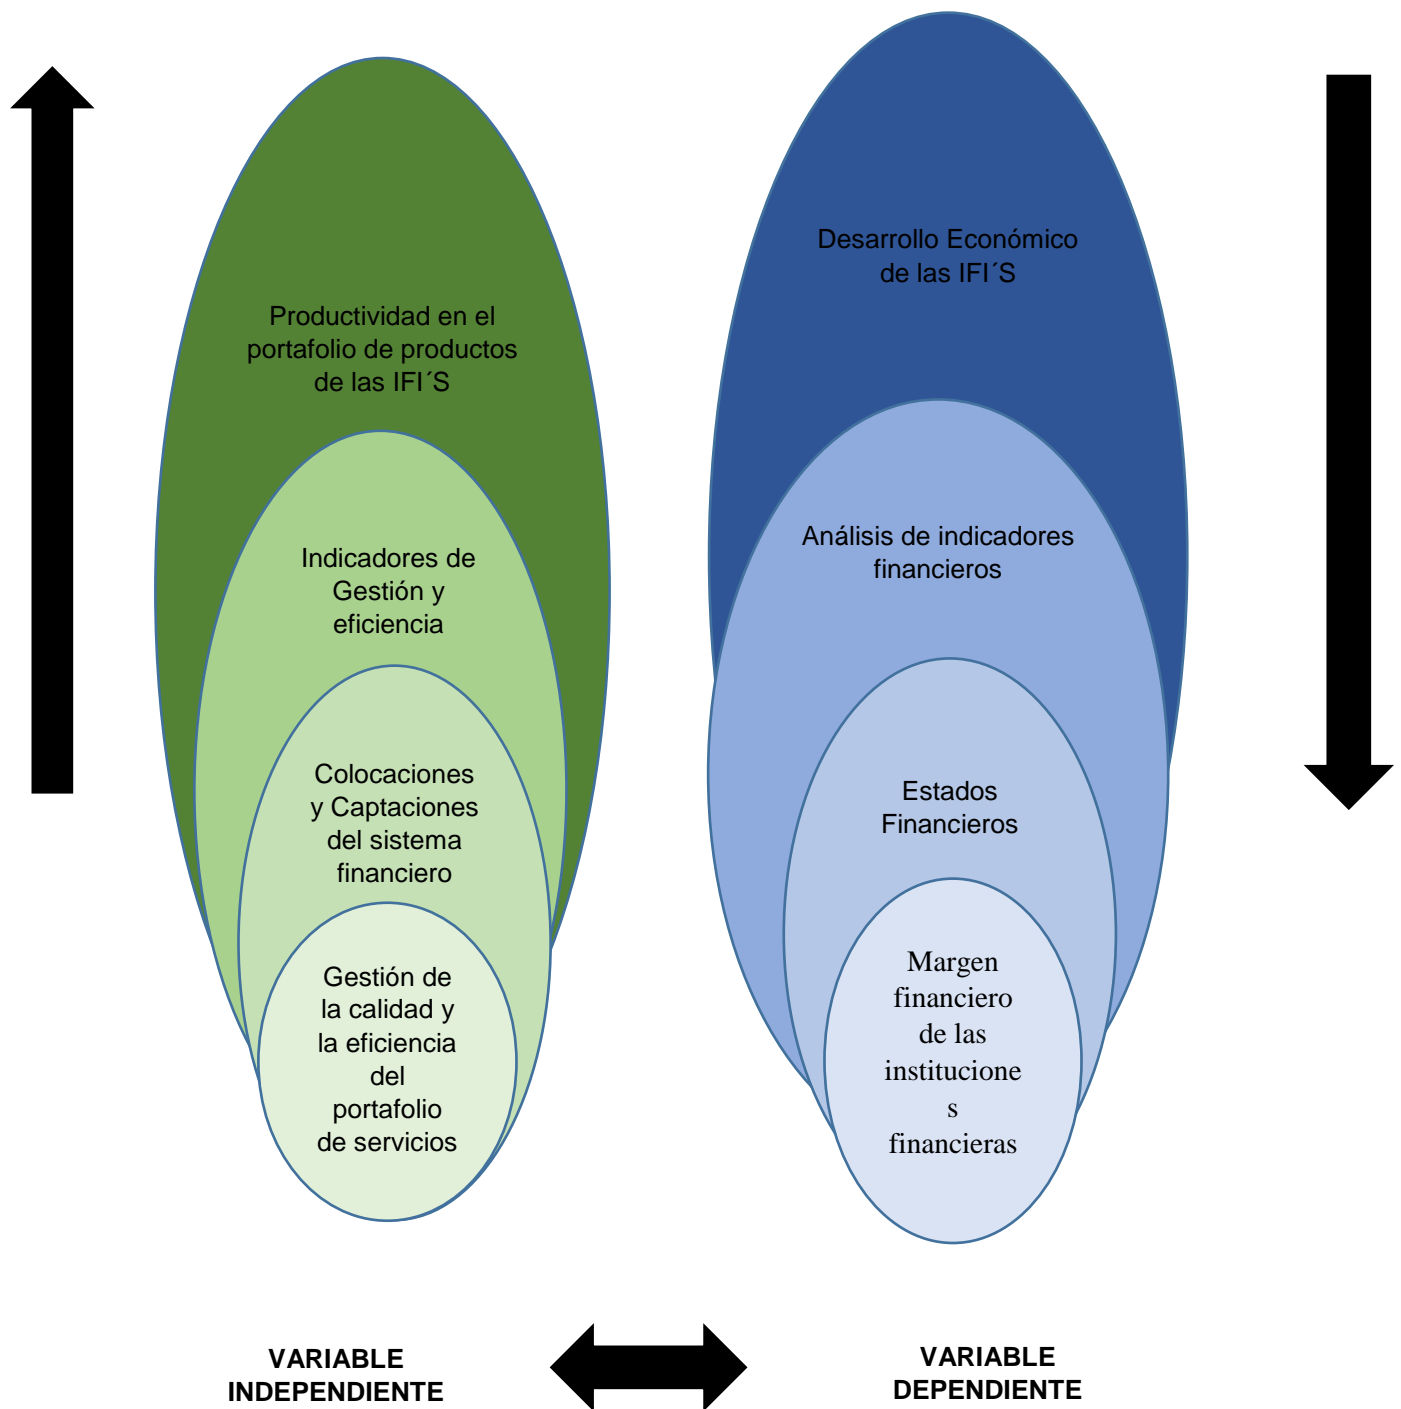 Productividad en el
portafolio de productos
de las IFI´S
Indicadores de
Gestión y
eficiencia
Colocaciones
y Captaciones
del sistema
financiero
Gestión de
la calidad y
la eficiencia
del
portafolio
de servicios
Desarrollo Económico
de las IFI´S
Análisis de indicadores
financieros
Estados
Financieros
Margen
financiero
de las
institucione
s
financieras
VARIABLE
INDEPENDIENTE
VARIABLE
DEPENDIENTE